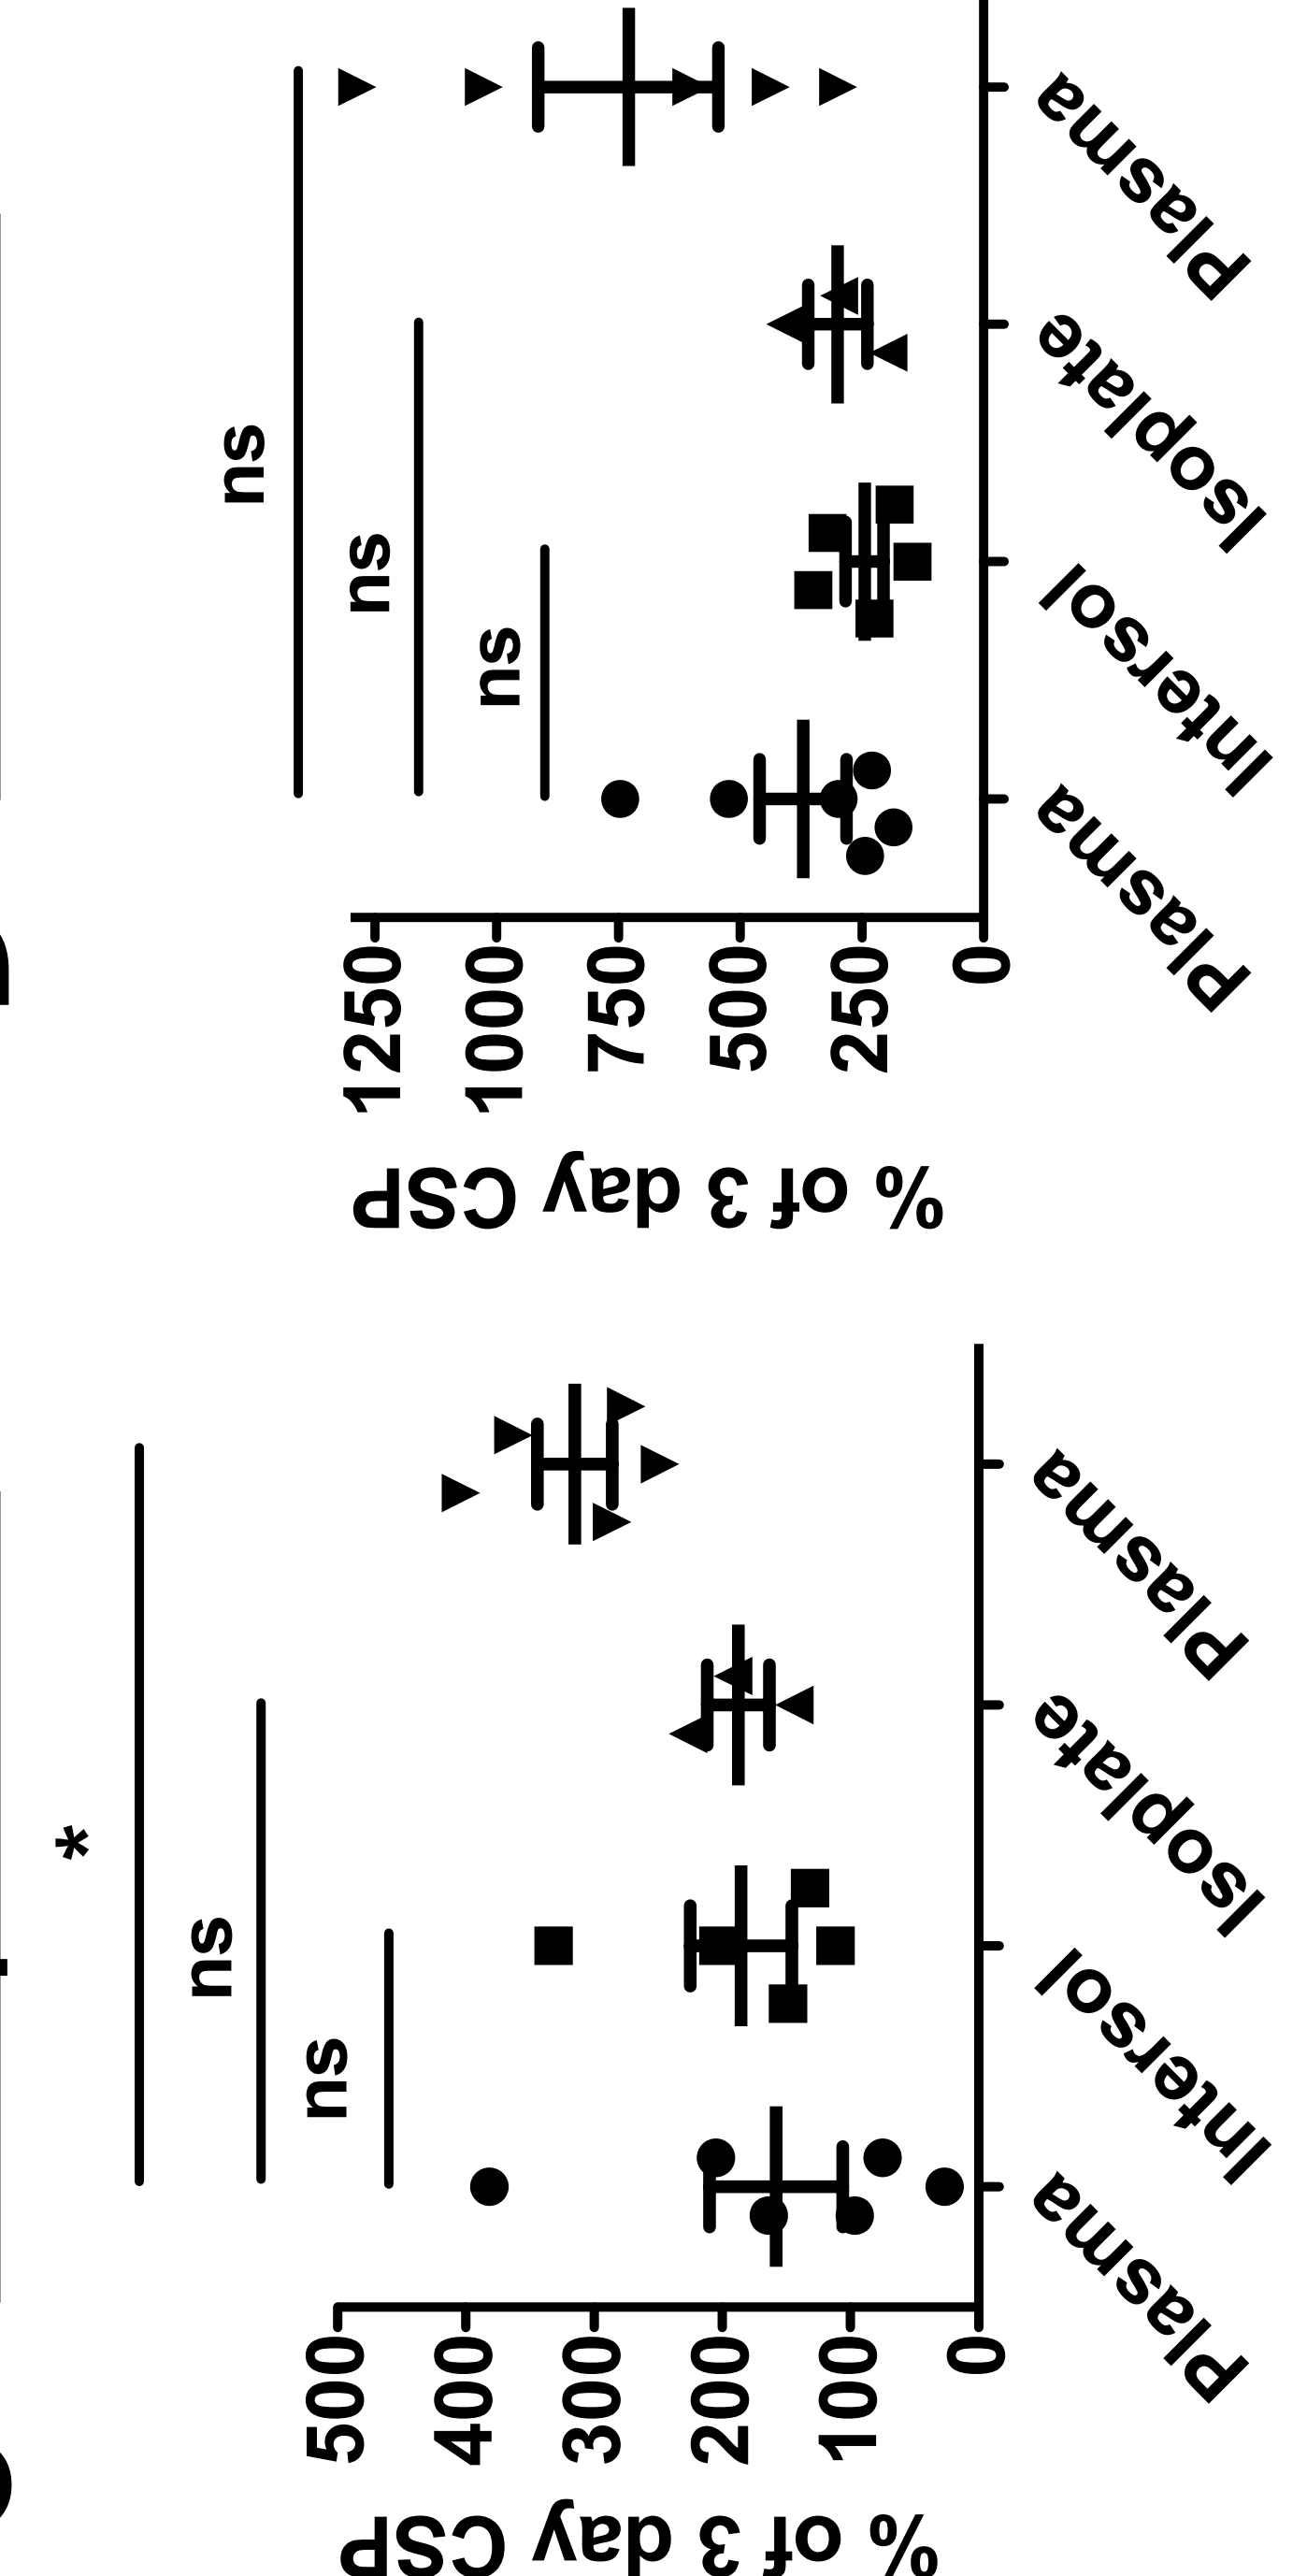 *
ns
ns
% of 3 day CSP
500
400
300
200
100
0
Plasma
Intersol
Isoplate
Plasma
ns
ns
ns
% of 3 day CSP
1250
1000
750
500
250
0
Plasma
Intersol
Isoplate
Plasma